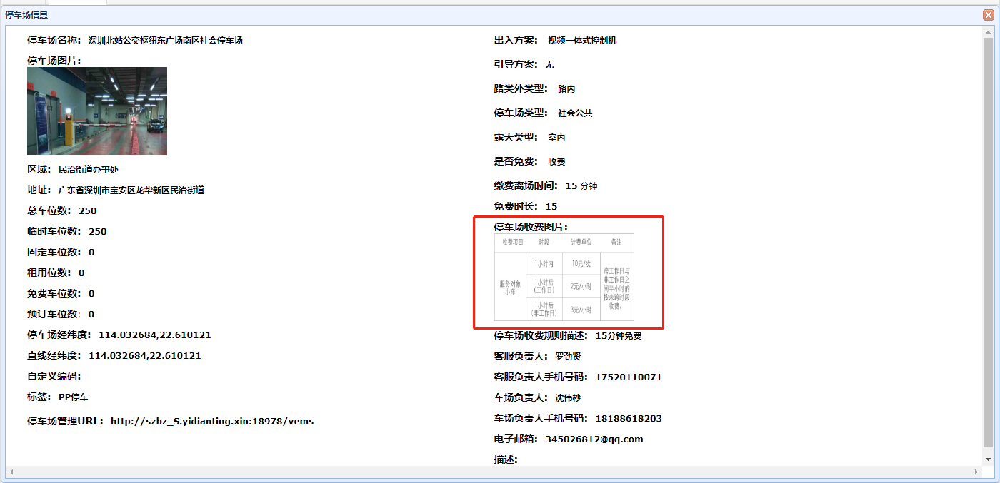 停车场信息
停车场名称： 深圳北站公交枢纽东广场南区社会停车场
停车场图片：
区域： 民治街道办事处
地址： 广东省深圳市宝安区龙华新区民治街道
总车位数： 250
临时车位数： 250
固定车位数： 0
租用位数： 0
免费车位数： 0
预订车位数： 0
停车场经纬度： 114.032684,22.610121
直线经纬度： 114.032684,22.610121
自定义编码：
标签： PP停车
停车场管理URL： http://szbz_S.yidianting.xin:18978/vems
出入方案： 视频一体式控制机
引导方案： 无
路类外类型： 路内
停车场类型： 社会公共
露天类型： 室内
是否免费： 收费
缴费离场时间： 15 分钟
免费时长： 15
停车场收费图片：
收费项目 时段 计费单位 备注
服务对象
小车
1小时内 10元/次
1小时后
(工作日) 2元/小时
1小时后
(非工作日) 3元/小时
跨工作日与
非工作日之
间半小时的
按未跨时段
收费。
停车场收费规则描述： 15分钟免费
客服负责人： 罗劲贤
客服负责人手机号码： 17520110071
车场负责人： 沈伟杪
车场负责人手机号码： 18188618203
电子邮箱： 345026812@qq.com
描述：